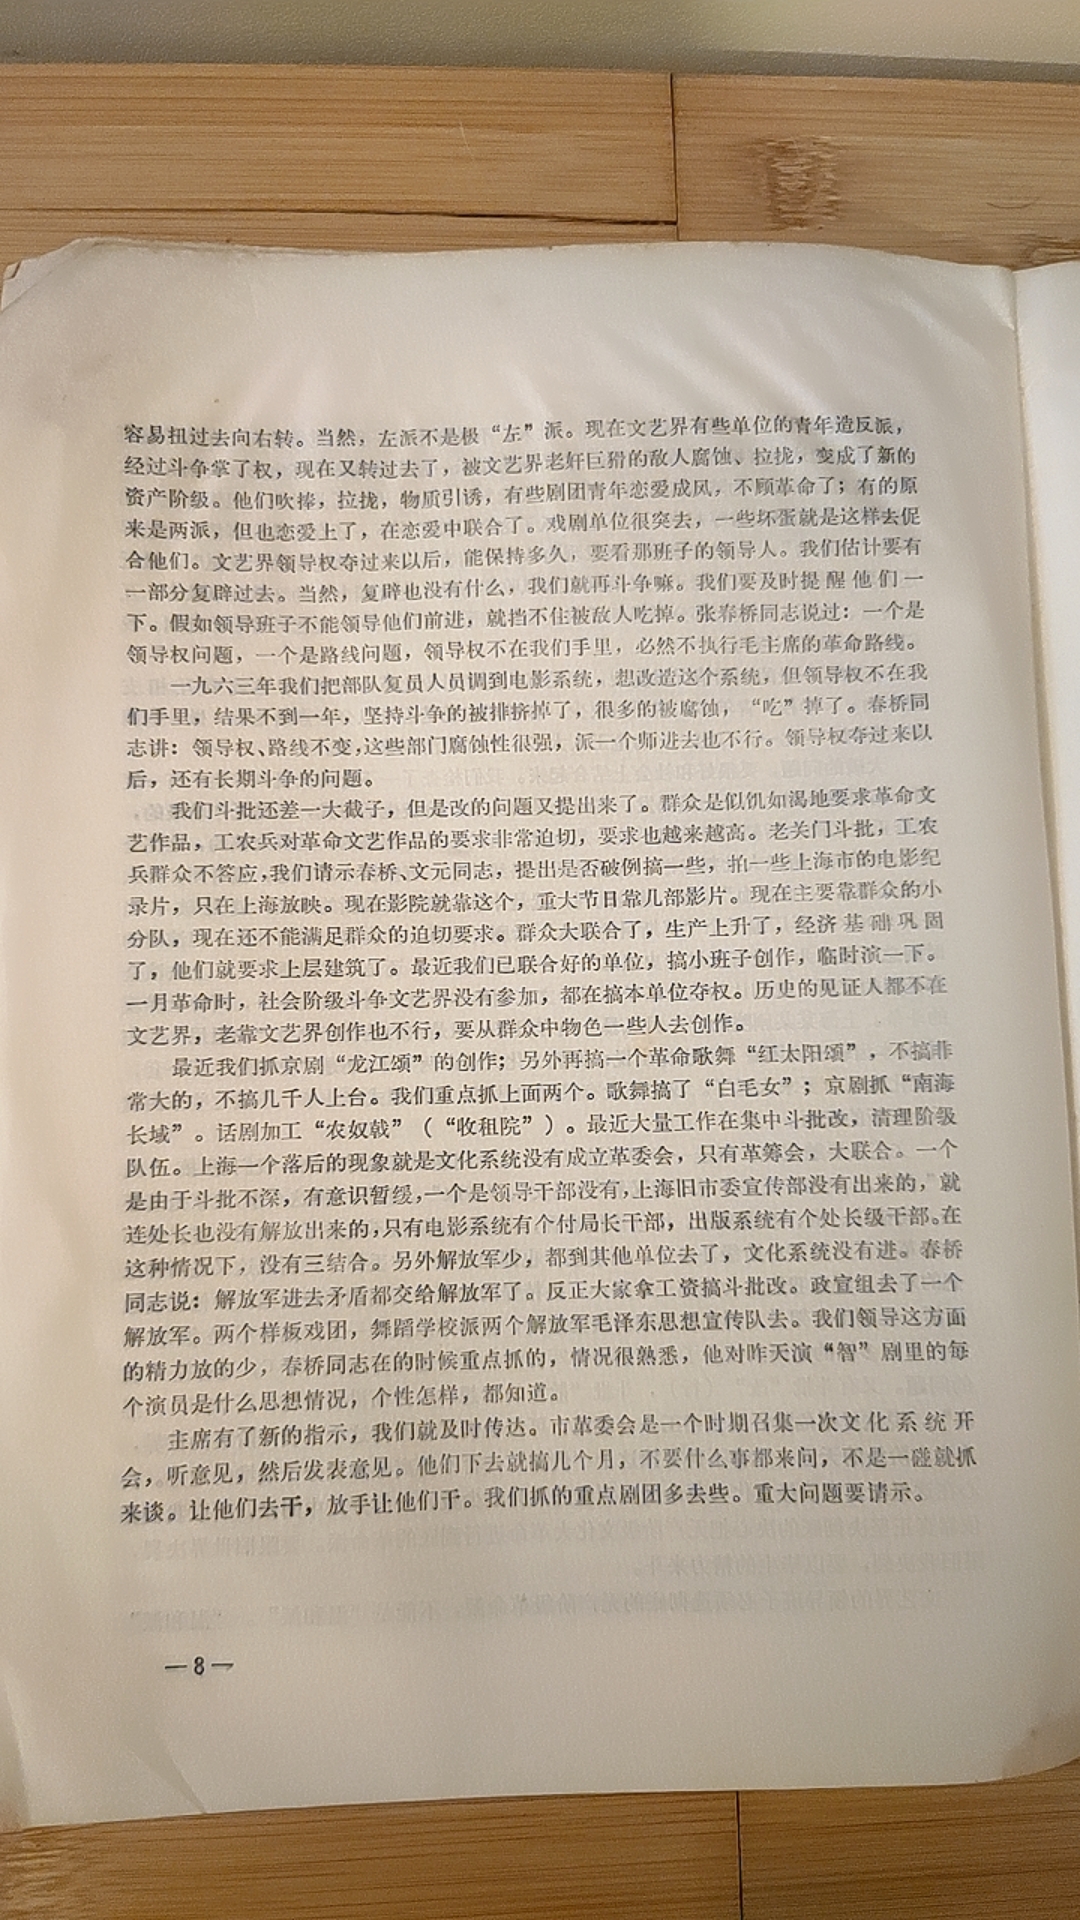 容易扭过去向右转。当然，左派不是极“左”派。现在文艺界有些单位的青年造反派，
经过斗争掌了权，现在又转过去了，被文艺界老奸巨猾的敌人腐蚀、拉拢，变成了新的
资产阶级。他们吹捧，拉拢，物质引诱，有些剧团青年恋爱成风，不顾革命了；有的原
来是两派，但也恋爱上了，在恋爱中联合了。戏剧单位很突去，一些坏蛋就是这样去促
合他们。文艺界领导权夺过来以后，能保持多久，要看那班子的领导人。我们估计要有
一部分复辟过去。当然，复辟也没有什么，我们就再斗争嘛。我们要及时提醒他们一
下。假如领导班子不能领导他们前进，就挡不住被敌人吃掉。张春桥同志说过：一个是
领导权问题，一个是路线问题，领导权不在我们手里，必然不执行毛主席的革命路线。
一九六三年我们把部队复员人员调到电影系统，想改造这个系统，但领导权不在我
们手里，结果不到一年，坚持斗争的被排挤掉了，很多的被腐蚀，“吃”掉了。春桥同
志讲：领导权、路线不变，这些部门腐蚀性很强，派一个师进去也不行。领导权夺过来以
后，还有长期斗争的问题。
我们斗批还差一大截子，但是改的问题又提出来了。群众是似饥如渴地要求革命文
艺作品，工农兵对革命文艺作品的要求非常迫切，要求也越来越高。老关门斗批，工农
兵群众不答应，我们请示春桥、文元同志，提出是否破例搞一些，拍一些上海市的电影纪
录片，只在上海放映。现在影院就靠这个，重大节日靠几部影片。现在主要靠群众的小
分队，现在还不能满足群众的迫切要求。群众大联合了，生产上升了，经济基础巩固
了，他们就要求上层建筑了。最近我们已联合好的单位，搞小班子创作，临时演一下。
一月革命时，社会阶级斗争文艺界没有参加，都在搞本单位夺权。历史的见证人都不在
文艺界，老靠文艺界创作也不行，要从群众中物色一些人去创作。
最近我们抓京剧“龙江颂”的创作；另外再搞一个革命歌舞“红太阳颂”，不搞非
常大的，不搞几千人上台。我们重点抓上面两个。歌舞搞了“白毛女”；京剧抓“南海
长城”。话剧加工“农奴戟”（“收租院”）。最近大量工作在集中斗批改，清理阶级
队伍。上海一个落后的现象就是文化系统没有成立革委会，只有革筹会，大联合。一个
是由于斗批不深，有意识暂缓，一个是领导干部没有，上海旧市委宣传部没有出来的，就
连处长也没有解放出来的，只有电影系统有个付局长干部，出版系统有个处长级干部。在
这种情况下，没有三结合。另外解放军少，都到其他单位去了，文化系统没有进。春桥
同志说：解放军进去矛盾都交给解放军了。反正大家拿工资搞斗批改。政宣组去了一个
解放军。两个样板戏团，舞蹈学校派两个解放军毛泽东思想宣传队去。我们领导这方面
的精力放的少，春桥同志在的时候重点抓的，情况很熟悉，他对昨天演“智”剧里的每
个演员是什么思想情况，个性怎样，都知道。
主席有了新的指示，我们就及时传达。市革委会是一个时期召集一次文化系统开
会，听意见，然后发表意见。他们下去就搞几个月，不要什么事都来问，不是一碰就抓
来谈。让他们去干，放手让他们干。我们抓的重点剧团多去些。重大问题要请示。
—8—